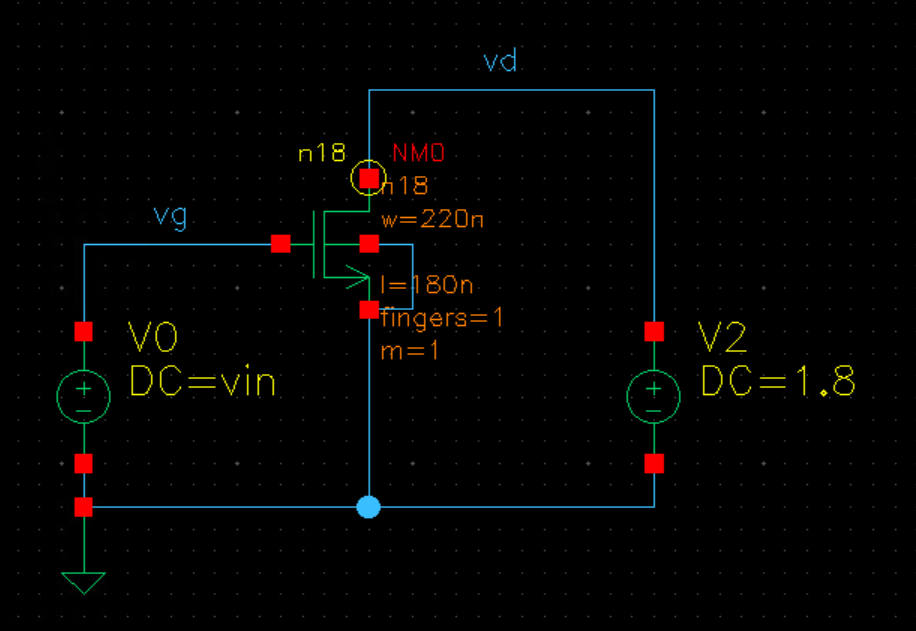 vd
n18
NM0
n18
w=220n
vg
l=180n
fingers=1
m=1
V0
DC=vin
V2
DC=1.8